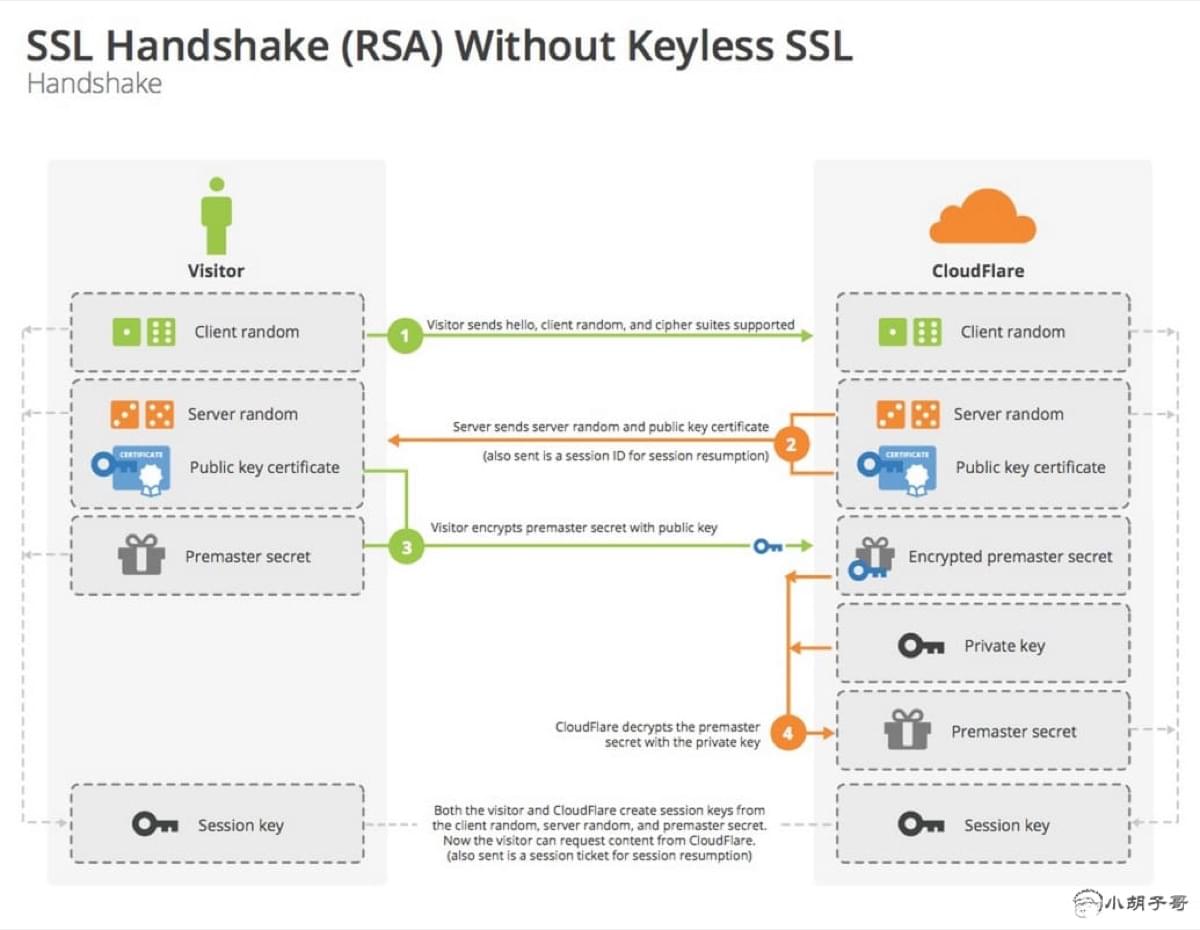 SSL Handshake (RSA) Without Keyless SSL
Handshake
Visitor
CloudFlare
Client random
1
Visitor sends hello, client random, and cipher suites supported
Client random
Server random
Public key certificate
CERTIFICATE
Server sends server random and public key certificate
(also sent is a session ID for session resumption)
2
Server random
Public key certificate
CERTIFICATE
Premaster secret
3
Visitor encrypts premaster secret with public key
Encrypted premaster secret
Private key
CloudFlare decrypts the premaster
secret with the private key
4
Premaster secret
Session key
Both the visitor and CloudFlare create session keys from
the client random, server random, and premaster secret.
Now the visitor can request content from CloudFlare.
(also sent is a session ticket for session resumption)
Session key
小胡子哥